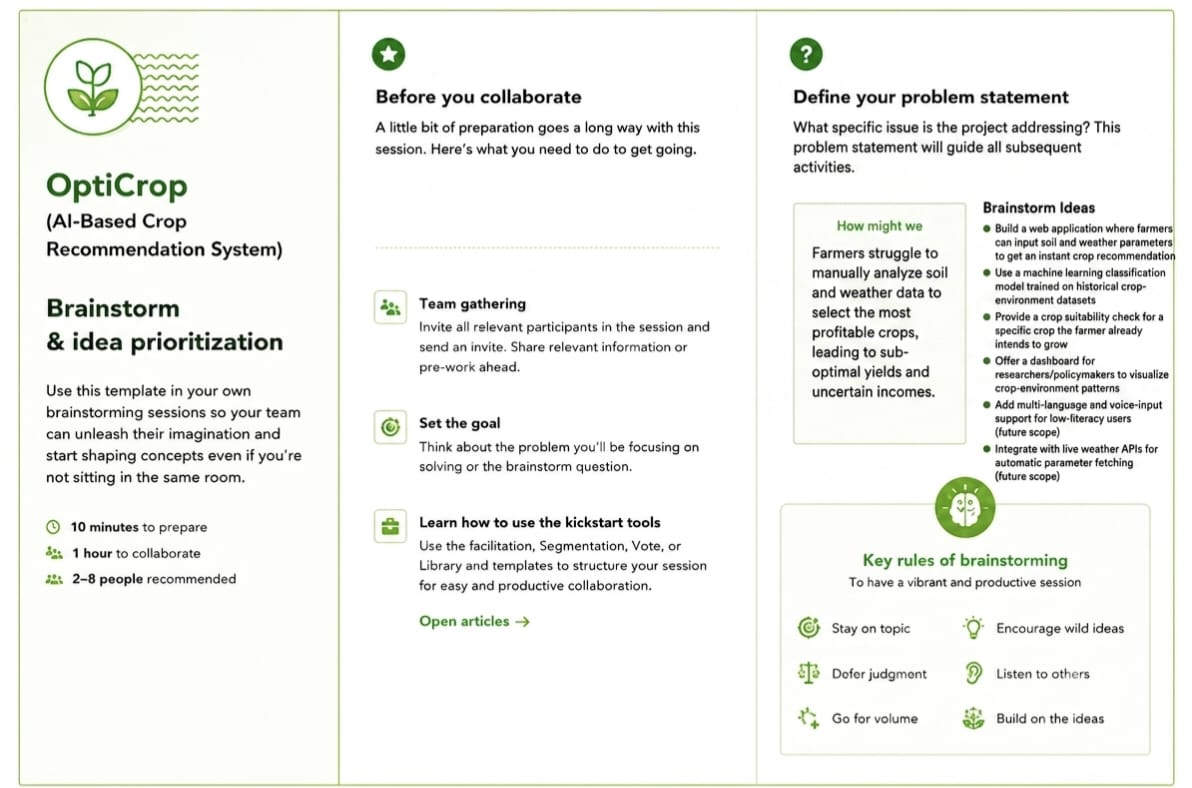 OptiCrop
(AI-Based Crop
Recommendation System)
Brainstorm
& idea prioritization
Use this template in your own
brainstorming sessions so your team
can unleash their imagination and
start shaping concepts even if you're
not sitting in the same room.
10 minutes to prepare
1 hour to collaborate
2–8 people recommended
Before you collaborate
A little bit of preparation goes a long way with this
session. Here's what you need to do to get going.
Team gathering
Invite all relevant participants in the session and
send an invite. Share relevant information or
pre-work ahead.
Set the goal
Think about the problem you'll be focusing on
solving or the brainstorm question.
Learn how to use the kickstart tools
Use the facilitation, Segmentation, Vote, or
Library and templates to structure your session
for easy and productive collaboration.
Open articles →
?
Define your problem statement
What specific issue is the project addressing? This
problem statement will guide all subsequent
activities.
How might we
Farmers struggle to
manually analyze soil
and weather data to
select the most
profitable crops,
leading to sub-
optimal yields and
uncertain incomes.
Brainstorm Ideas
● Build a web application where farmers
can input soil and weather parameters
to get an instant crop recommendation
● Use a machine learning classification
model trained on historical crop-
environment datasets
● Provide a crop suitability check for a
specific crop the farmer already
intends to grow
● Offer a dashboard for
researchers/policymakers to visualize
crop-environment patterns
● Add multi-language and voice-input
support for low-literacy users
(future scope)
● Integrate with live weather APIs for
automatic parameter fetching
(future scope)
Key rules of brainstorming
To have a vibrant and productive session
Stay on topic
Encourage wild ideas
Defer judgment
Listen to others
Go for volume
Build on the ideas